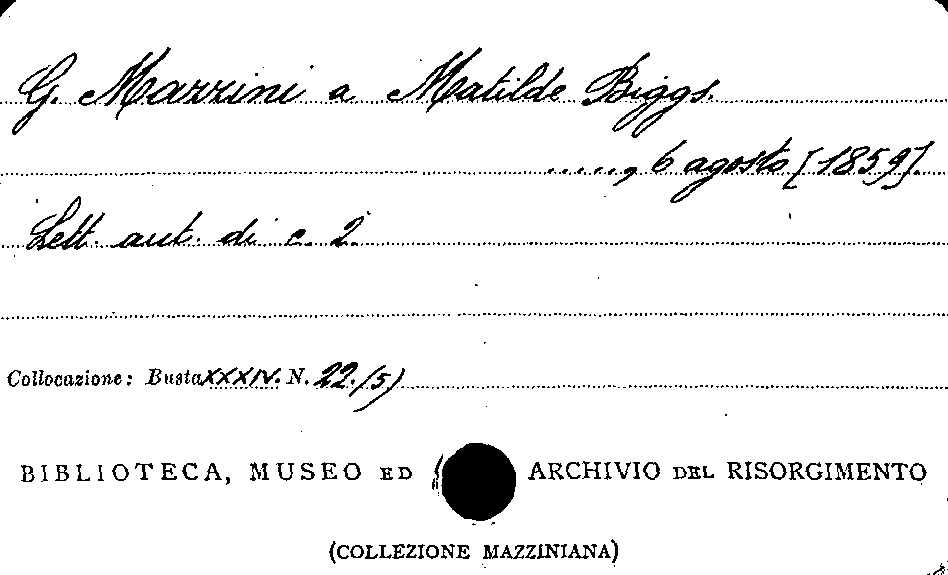 G. Mazzini a Matilde Biggs.
....., 6 agosto [1859].
Lett. aut. di c. 2.
Collocazione: Busta XXXIV. N. 22. (5)
BIBLIOTECA, MUSEO ED ARCHIVIO DEL RISORGIMENTO
(COLLEZIONE MAZZINIANA)